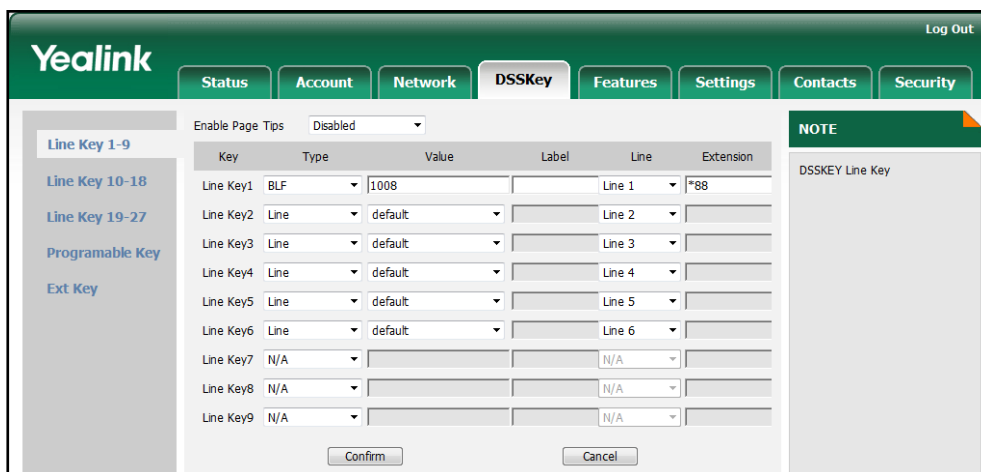 Log Out
Yealink
Status Account Network DSSKey Features Settings Contacts Security
Line Key 1-9
Line Key 10-18
Line Key 19-27
Programable Key
Ext Key
Enable Page Tips Disabled
Key Type Value Label Line Extension
Line Key1 BLF 1008 Line 1 *88
Line Key2 Line default Line 2
Line Key3 Line default Line 3
Line Key4 Line default Line 4
Line Key5 Line default Line 5
Line Key6 Line default Line 6
Line Key7 N/A N/A
Line Key8 N/A N/A
Line Key9 N/A N/A
Confirm Cancel
NOTE
DSSKEY Line Key